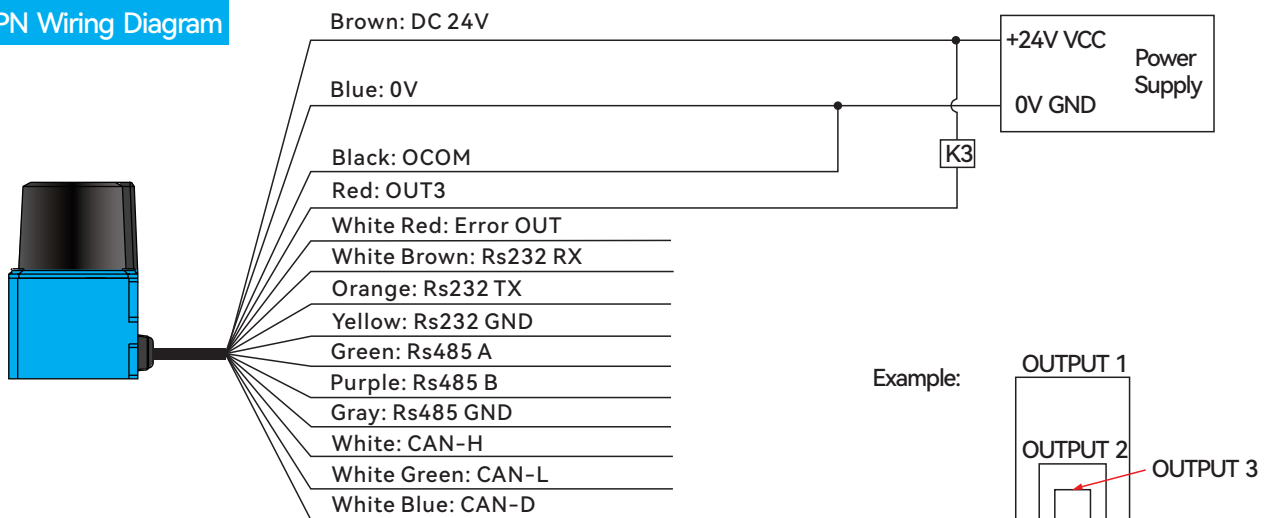 PN Wiring Diagram
Brown: DC 24V
+24V VCC
Power
Supply
Blue: 0V
0V GND
Black: OCOM
K3
Red: OUT3
White Red: Error OUT
White Brown: Rs232 RX
Orange: Rs232 TX
Yellow: Rs232 GND
Green: Rs485 A
Purple: Rs485 B
Gray: Rs485 GND
White: CAN-H
White Green: CAN-L
White Blue: CAN-D
Example:
OUTPUT 1
OUTPUT 2
OUTPUT 3